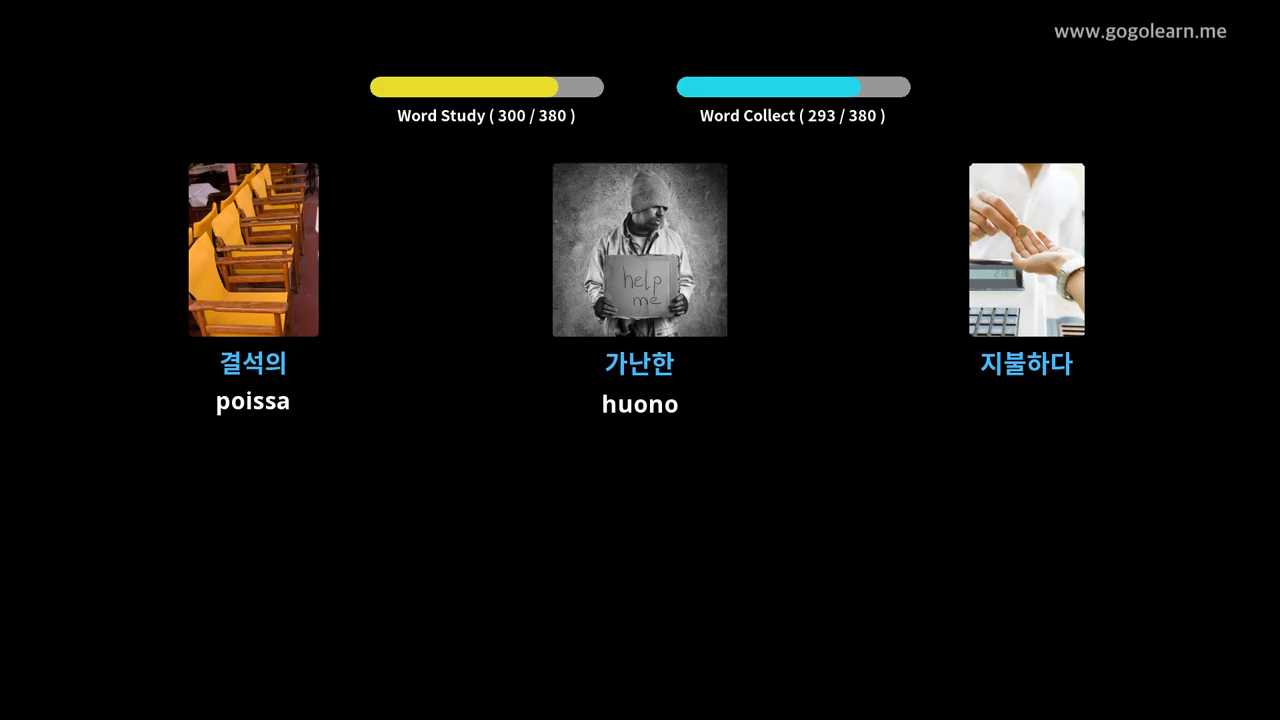 www.gogolearn.me
Word Study ( 300 / 380 )
Word Collect ( 293 / 380 )
help
me
결석의
가난한
지불하다
poissa
huono